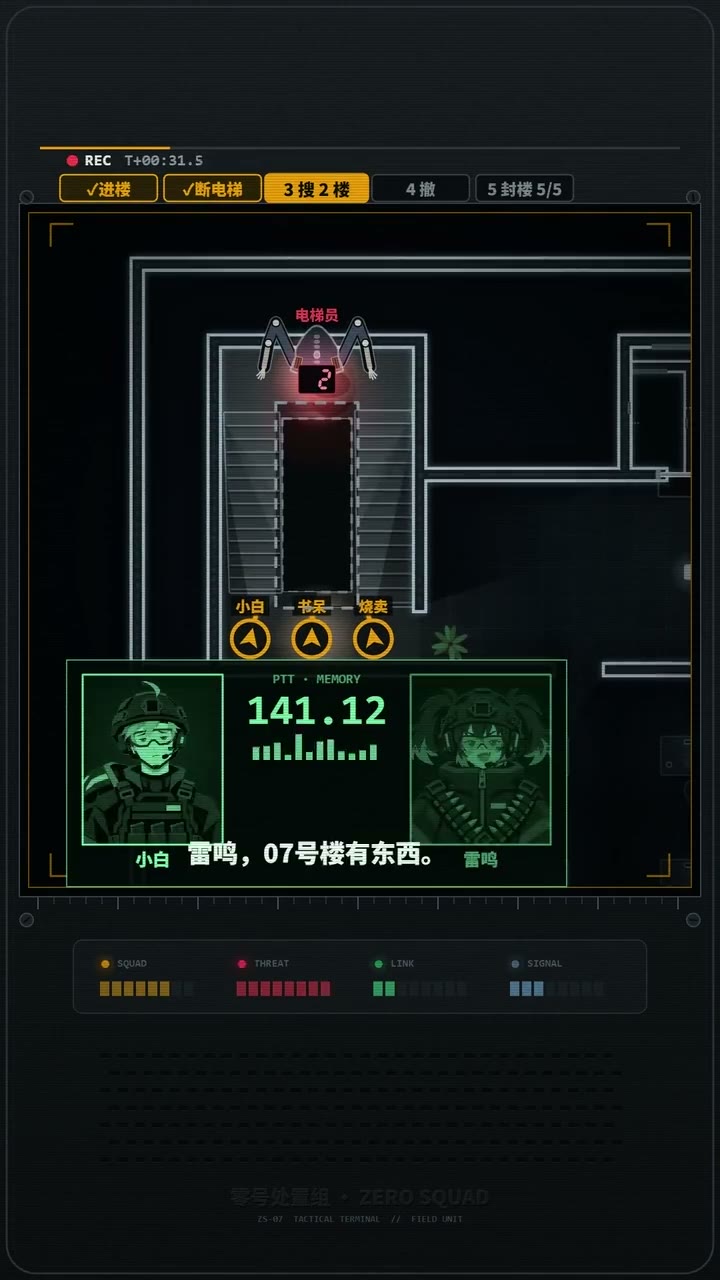 REC T+00:31.5
✓进楼 ✓断电梯 3 搜 2 楼 4 撤 5 封楼 5/5
电梯员
2
小白 书呆 烧卖
PTT · MEMORY
141.12
小白 雷鸣，07号楼有东西。 雷鸣
SQUAD THREAT LINK SIGNAL
零号处置组 · ZERO SQUAD
ZS-07 TACTICAL TERMINAL // FIELD UNIT